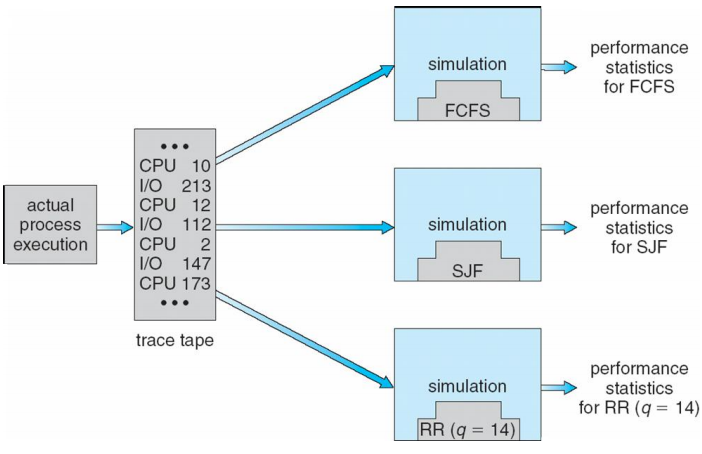 actual
process
execution
• • •
CPU 10
I/O 213
CPU 12
I/O 112
CPU 2
I/O 147
CPU 173
• • •
trace tape
simulation
FCFS
performance
statistics
for FCFS
simulation
SJF
performance
statistics
for SJF
simulation
RR (q = 14)
performance
statistics
for RR (q = 14)